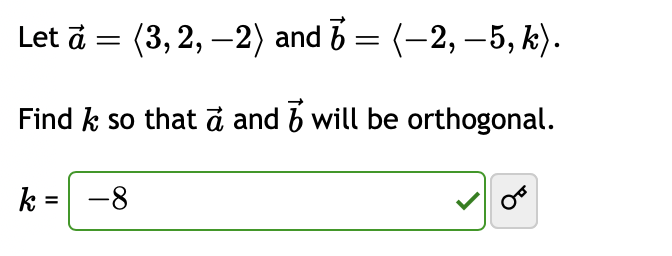 Let a⃗ = ⟨3, 2, −2⟩ and b⃗ = ⟨−2, −5, k⟩.
Find k so that a⃗ and b⃗ will be orthogonal.
k = −8